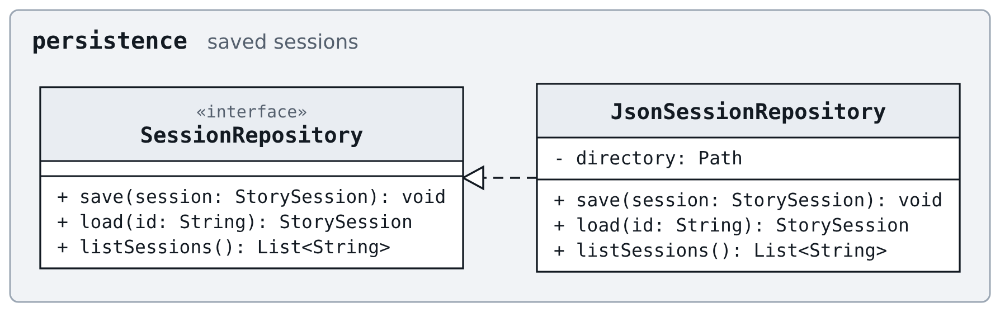 persistence saved sessions
«interface»
SessionRepository
+ save(session: StorySession): void
+ load(id: String): StorySession
+ listSessions(): List<String>
JsonSessionRepository
- directory: Path
+ save(session: StorySession): void
+ load(id: String): StorySession
+ listSessions(): List<String>